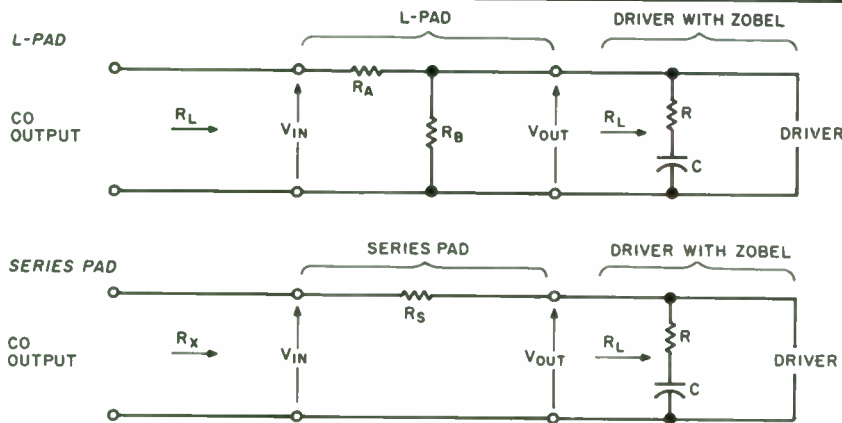 L-PAD DRIVER WITH ZOBEL
L-PAD
CO OUTPUT
R_L
V_IN
R_A
R_B
V_OUT
R_L
R
C
DRIVER
SERIES PAD DRIVER WITH ZOBEL
SERIES PAD
CO OUTPUT
R_X
V_IN
R_S
V_OUT
R_L
R
C
DRIVER